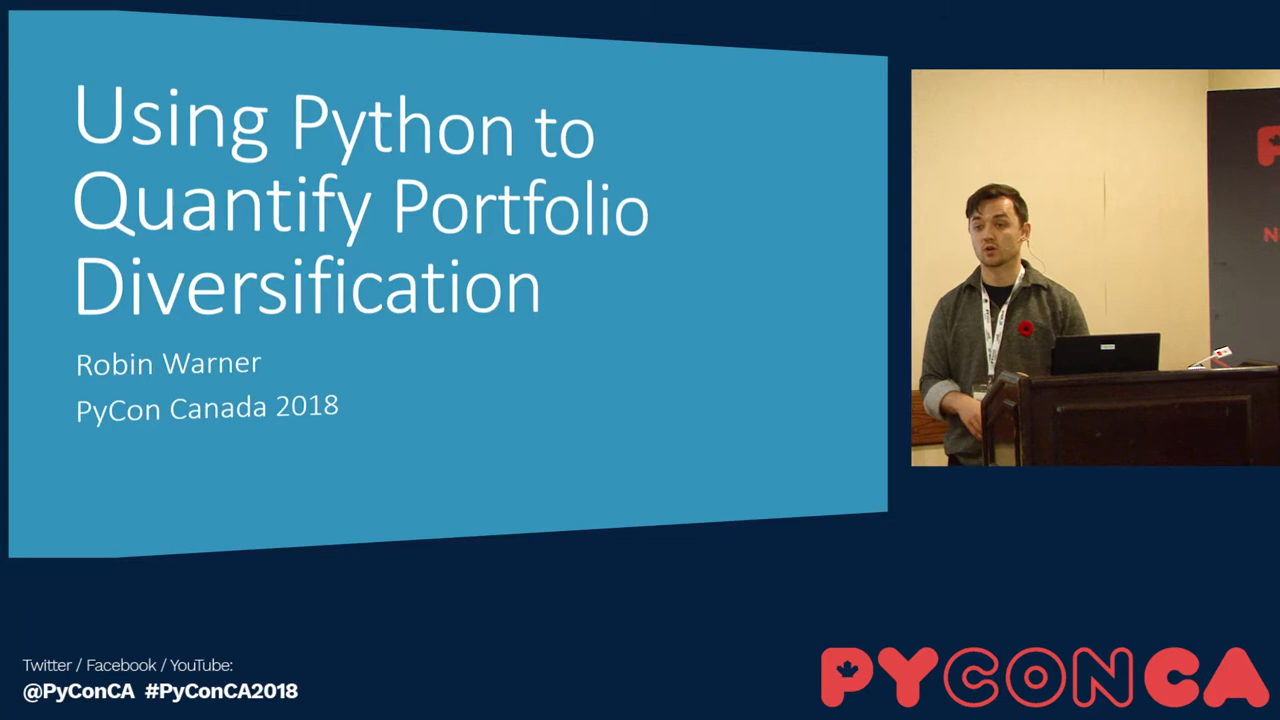 Using Python to
Quantify Portfolio
Diversification
Robin Warner
PyCon Canada 2018
Twitter / Facebook / YouTube:
@PyConCA #PyConCA2018
PYCONCA